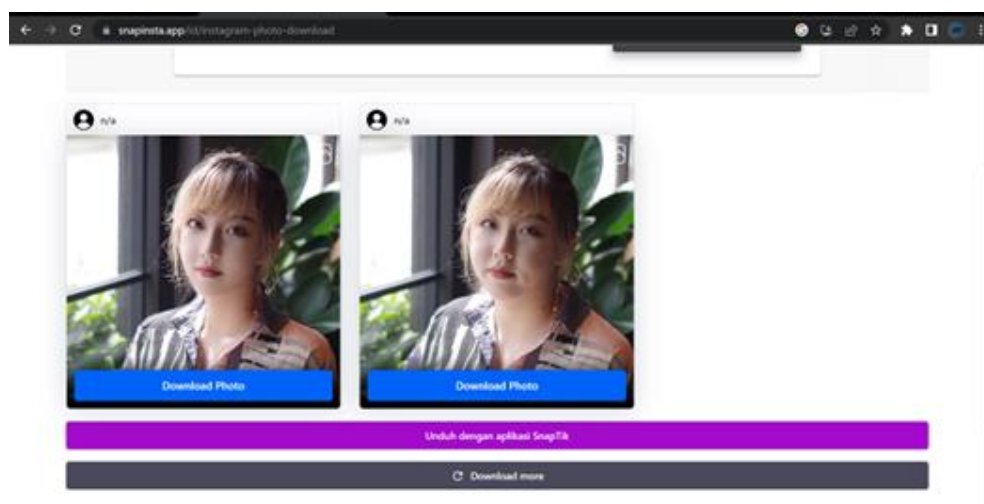 snapinsta.app/id/instagram-photo-download
n/a
n/a
Download Photo
Download Photo
Unduh dengan aplikasi SnapTik
Download more